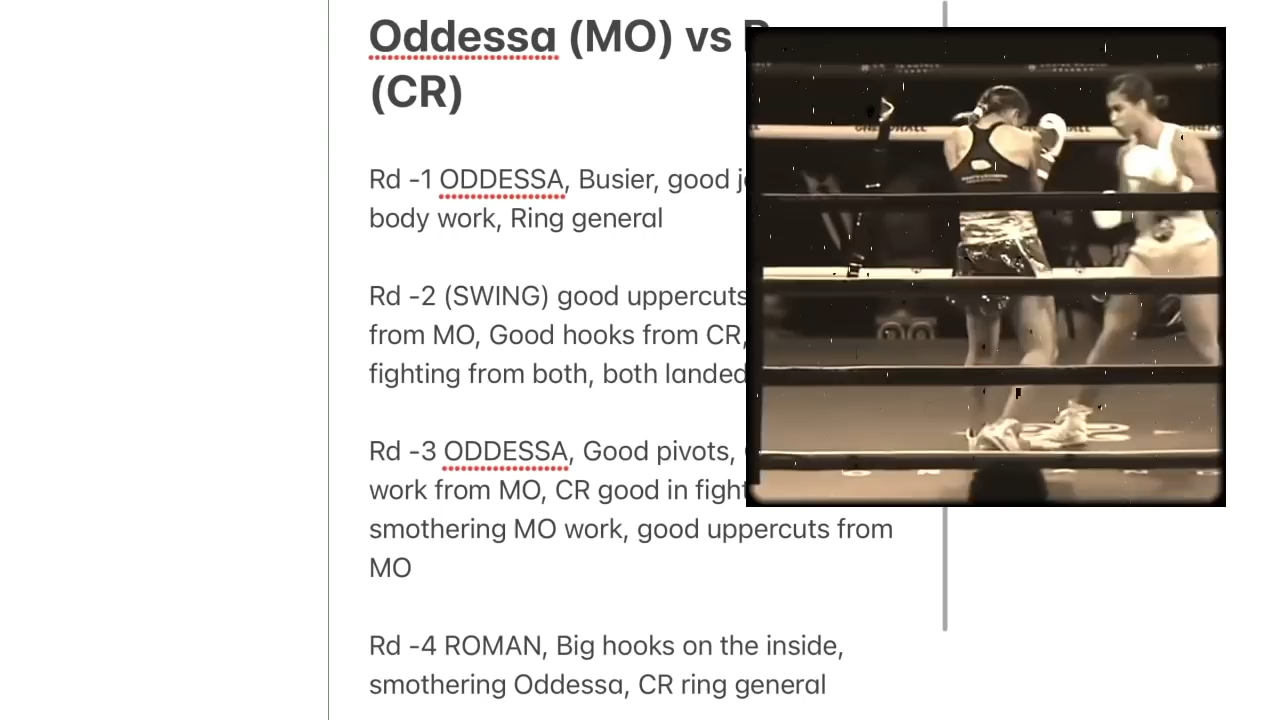 Oddessa (MO) vs
(CR)
Rd -1 ODDESSA, Busier, good
body work, Ring general
Rd -2 (SWING) good uppercuts
from MO, Good hooks from CR,
fighting from both, both landed
Rd -3 ODDESSA, Good pivots,
work from MO, CR good in fight
smothering MO work, good uppercuts from
MO
Rd -4 ROMAN, Big hooks on the inside,
smothering Oddessa, CR ring general